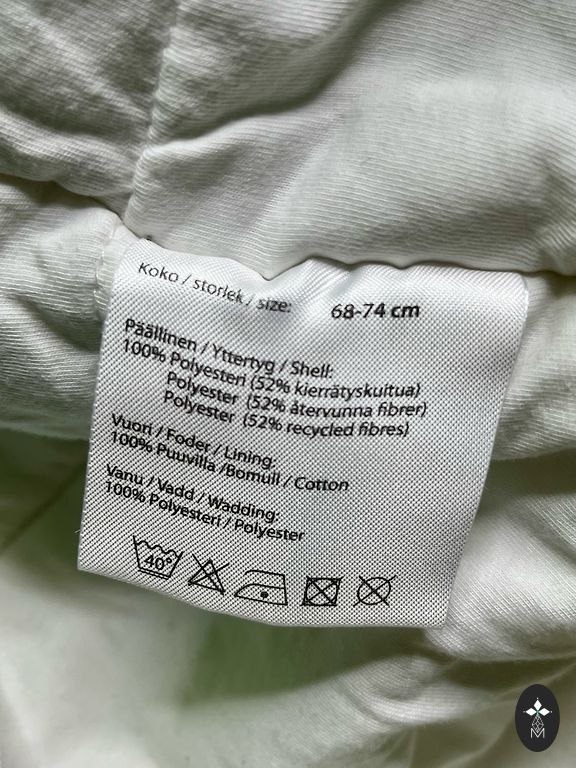 Koko / storlek / size: 68-74 cm
Päällinen / Yttertyg / Shell:
100% Polyesteri (52% kierrätyskuitua)
Polyester (52% återvunna fibrer)
Polyester (52% recycled fibres)
Vuori / Foder / Lining:
100% Puuvilla /Bomull / Cotton
Vanu / Vadd / Wadding:
100% Polyesteri / Polyester
40°
M